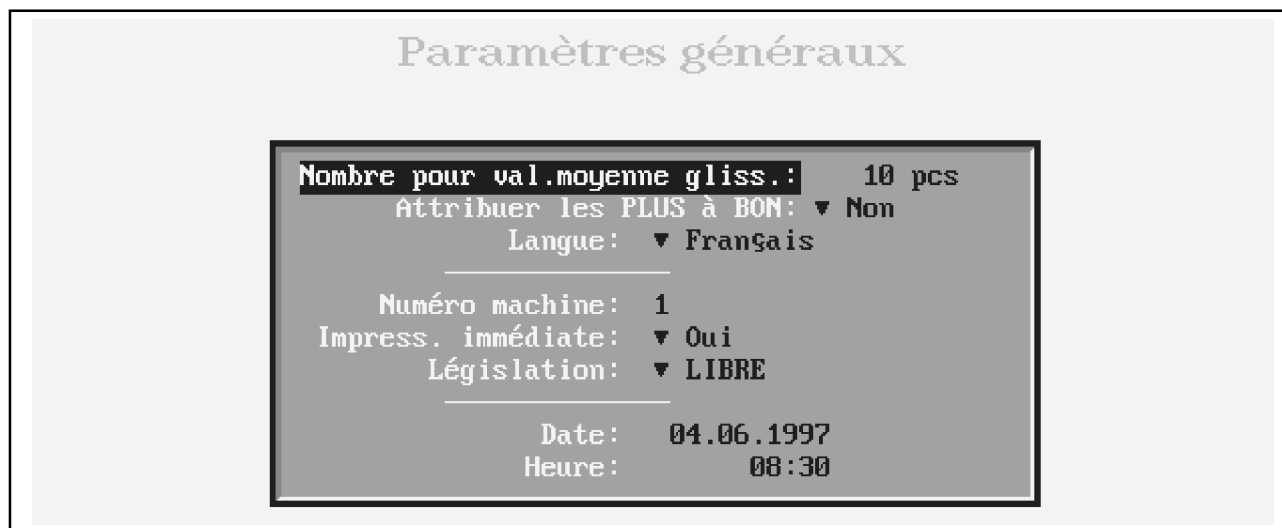 Paramètres généraux
Nombre pour val.moyenne gliss.: 10 pcs
Attribuer les PLUS à BON: ▼ Non
Langue: ▼ Français
Numéro machine: 1
Impress. immédiate: ▼ Oui
Législation: ▼ LIBRE
Date: 04.06.1997
Heure: 08:30